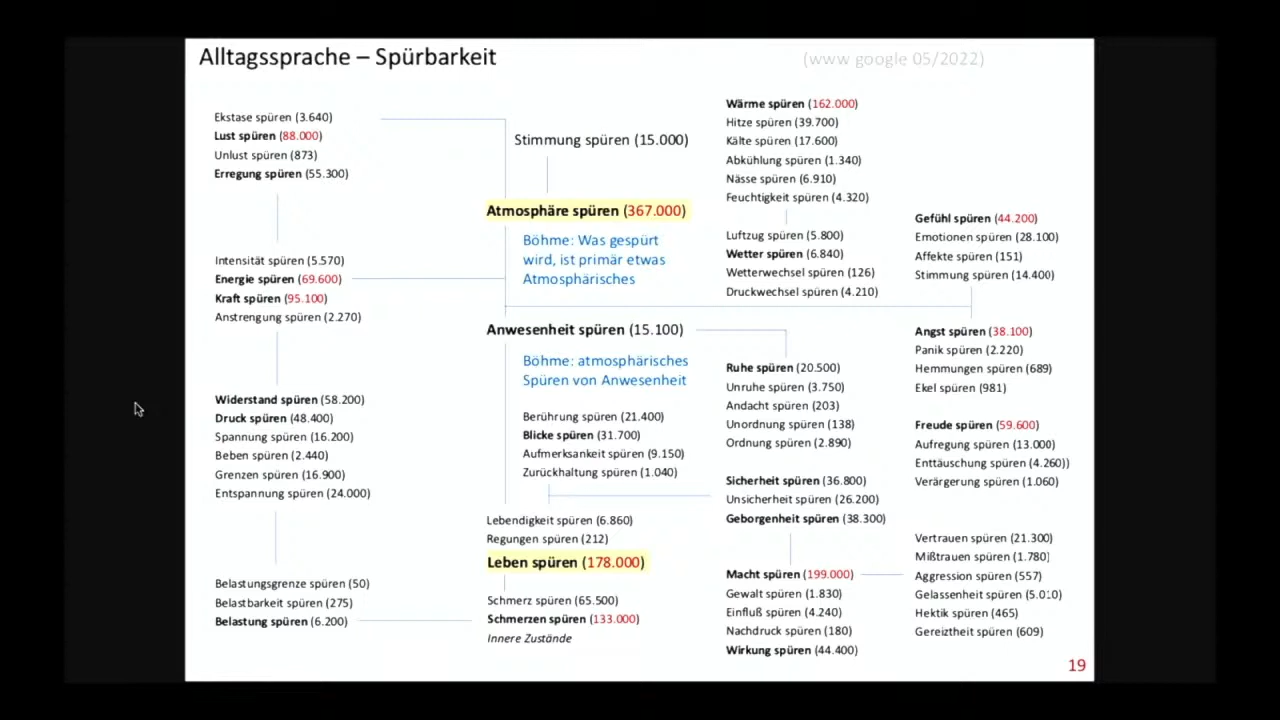 Alltagssprache – Spürbarkeit
(www google 05/2022)
Ekstase spüren (3.640)
Lust spüren (88.000)
Unlust spüren (873)
Erregung spüren (55.300)
Intensität spüren (5.570)
Energie spüren (69.600)
Kraft spüren (95.100)
Anstrengung spüren (2.270)
Widerstand spüren (58.200)
Druck spüren (48.400)
Spannung spüren (16.200)
Beben spüren (2.440)
Grenzen spüren (16.900)
Entspannung spüren (24.000)
Belastungsgrenze spüren (50)
Belastbarkeit spüren (275)
Belastung spüren (6.200)
Stimmung spüren (15.000)
Atmosphäre spüren (367.000)
Böhme: Was gespürt
wird, ist primär etwas
Atmosphärisches
Anwesenheit spüren (15.100)
Böhme: atmosphärisches
Spüren von Anwesenheit
Berührung spüren (21.400)
Blicke spüren (31.700)
Aufmerksankeit spüren (9.150)
Zurückhaltung spüren (1.040)
Lebendigkeit spüren (6.860)
Regungen spüren (212)
Leben spüren (178.000)
Schmerz spüren (65.500)
Schmerzen spüren (133.000)
Innere Zustände
Wärme spüren (162.000)
Hitze spüren (39.700)
Kälte spüren (17.600)
Abkühlung spüren (1.340)
Nässe spüren (6.910)
Feuchtigkeit spüren (4.320)
Luftzug spüren (5.800)
Wetter spüren (6.840)
Wetterwechsel spüren (126)
Druckwechsel spüren (4.210)
Ruhe spüren (20.500)
Unruhe spüren (3.750)
Andacht spüren (203)
Unordnung spüren (138)
Ordnung spüren (2.890)
Sicherheit spüren (36.800)
Unsicherheit spüren (26.200)
Geborgenheit spüren (38.300)
Macht spüren (199.000)
Gewalt spüren (1.830)
Einfluß spüren (4.240)
Nachdruck spüren (180)
Wirkung spüren (44.400)
Gefühl spüren (44.200)
Emotionen spüren (28.100)
Affekte spüren (151)
Stimmung spüren (14.400)
Angst spüren (38.100)
Panik spüren (2.220)
Hemmungen spüren (689)
Ekel spüren (981)
Freude spüren (59.600)
Aufregung spüren (13.000)
Enttäuschung spüren (4.260))
Verärgerung spüren (1.060)
Vertrauen spüren (21.300)
Mißtrauen spüren (1.780)
Aggression spüren (557)
Gelassenheit spüren (5.010)
Hektik spüren (465)
Gereiztheit spüren (609)
19